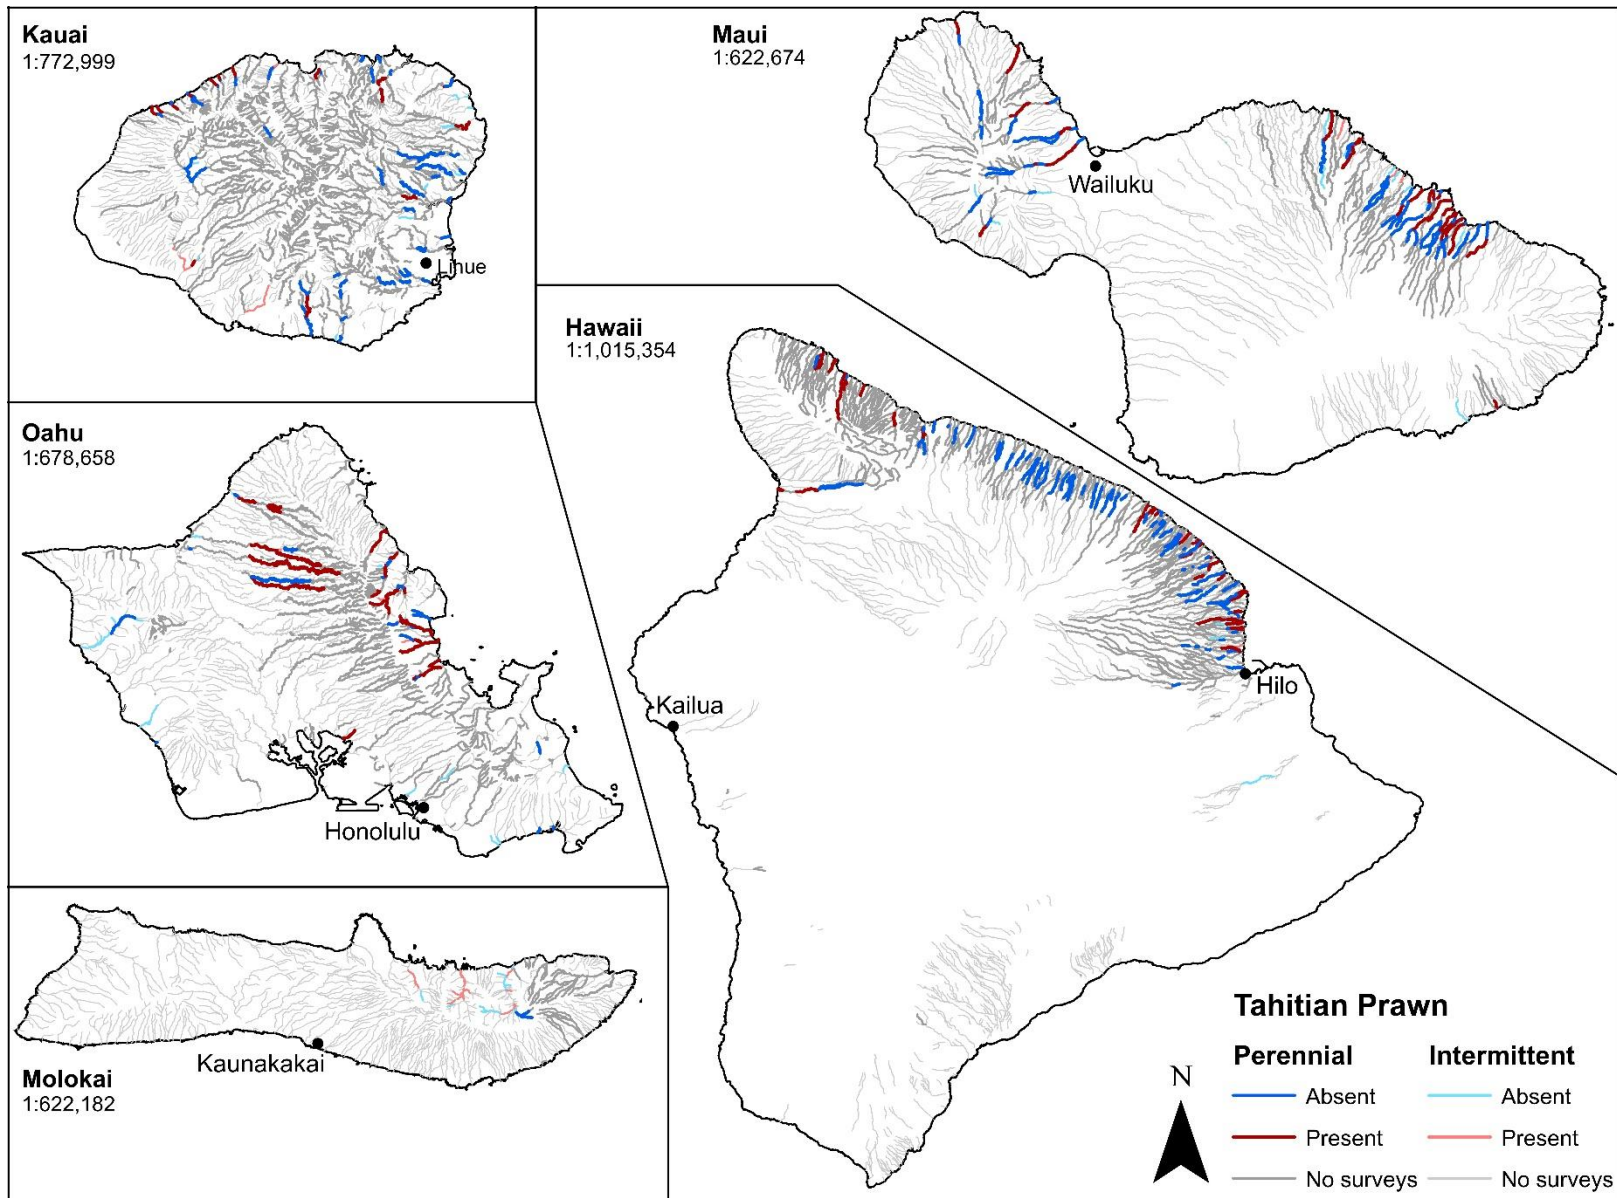 Kauai
1:772,999
Lihue
Maui
1:622,674
Wailuku
Hawaii
1:1,015,354
Kailua
Hilo
Oahu
1:678,658
Honolulu
Kaunakakai
Molokai
1:622,182
N
Tahitian Prawn
Perennial Intermittent
Absent Absent
Present Present
No surveys No surveys